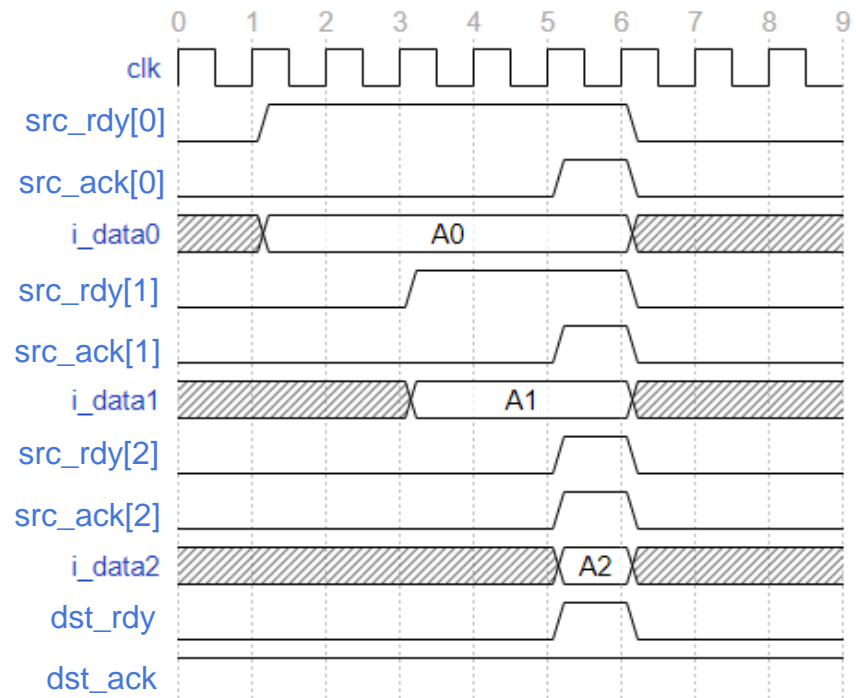 0 1 2 3 4 5 6 7 8 9
clk
src_rdy[0]
src_ack[0]
i_data0 A0
src_rdy[1]
src_ack[1]
i_data1 A1
src_rdy[2]
src_ack[2]
i_data2 A2
dst_rdy
dst_ack